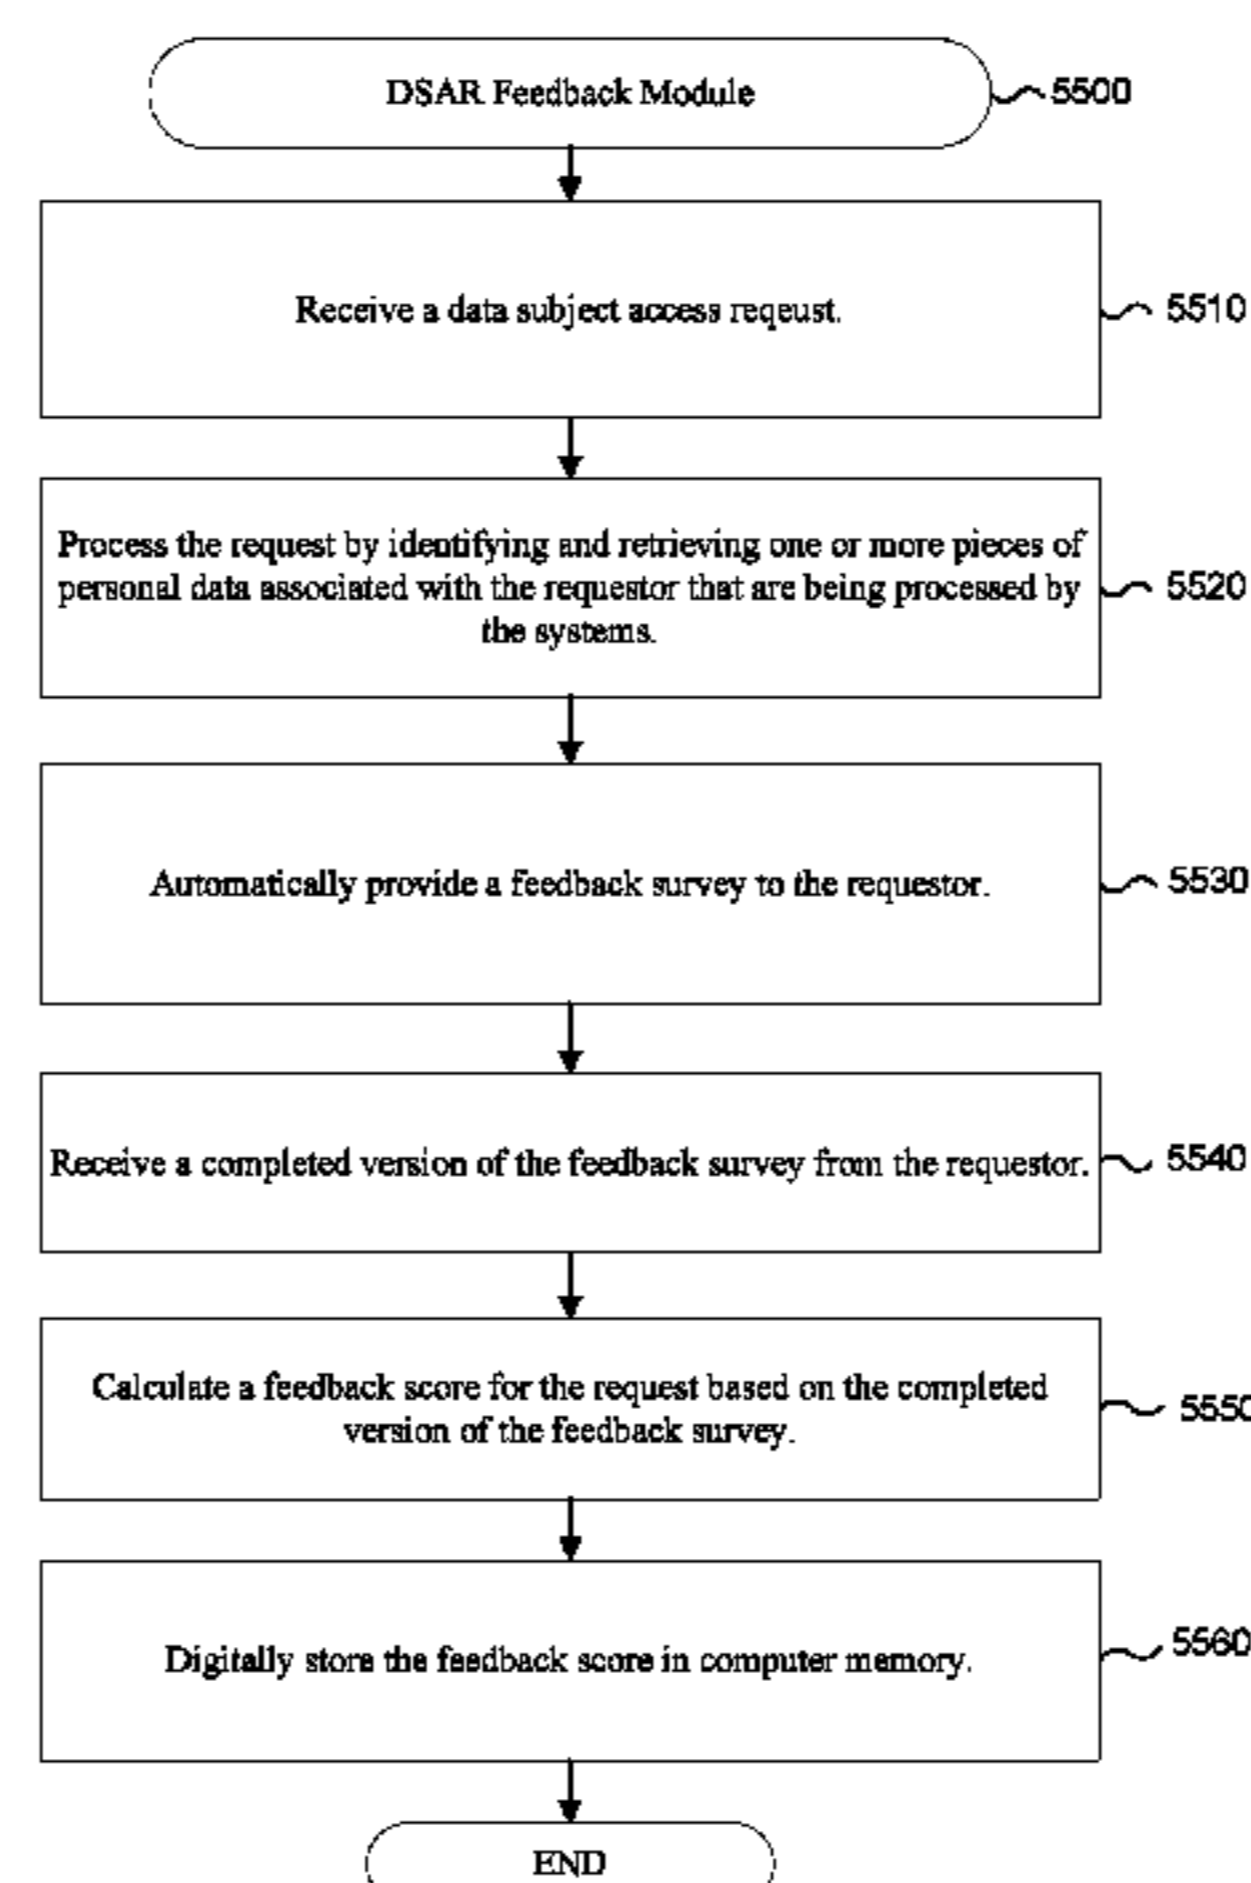 DSAR Feedback Module
5500
Receive a data subject access reqeust.
5510
Process the request by identifying and retrieving one or more pieces of
personal data associated with the requestor that are being processed by
the systems.
5520
Automatically provide a feedback survey to the requestor.
5530
Receive a completed version of the feedback survey from the requestor.
5540
Calculate a feedback score for the request based on the completed
version of the feedback survey.
5550
Digitally store the feedback score in computer memory.
5560
END